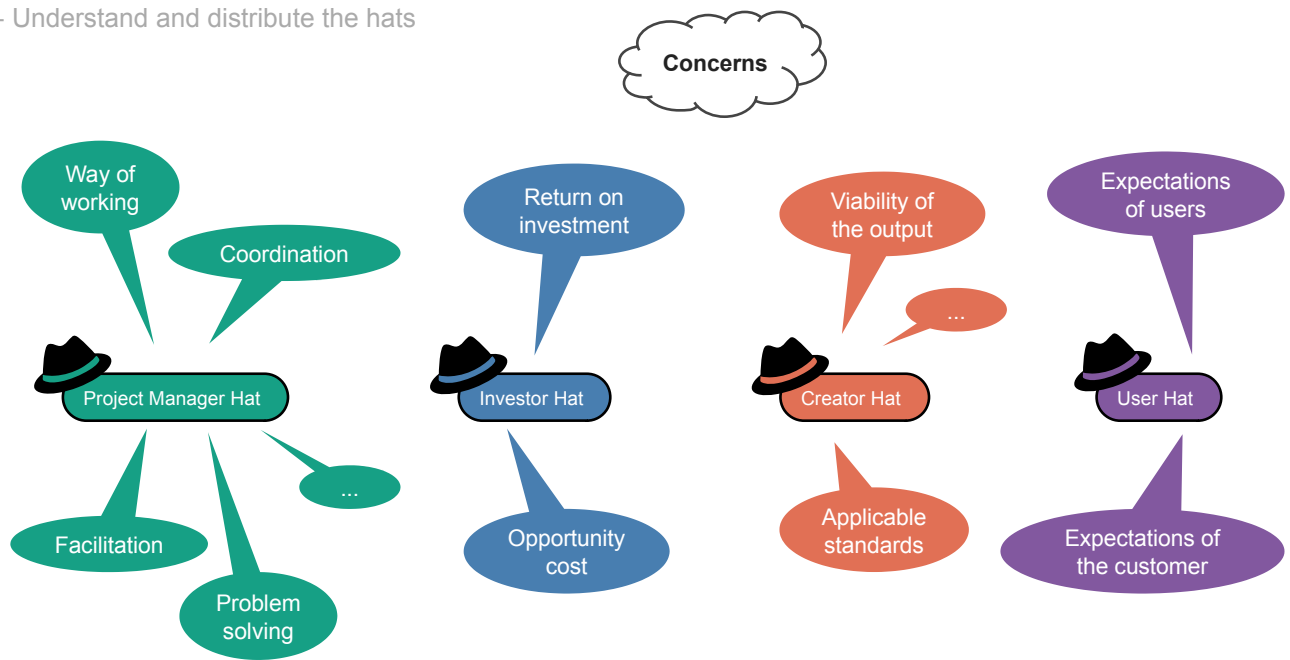 - Understand and distribute the hats
Concerns
Way of
working
Coordination
Project Manager Hat
Facilitation
Problem
solving
...
Return on
investment
Investor Hat
Opportunity
cost
Viability of
the output
...
Creator Hat
Applicable
standards
Expectations
of users
User Hat
Expectations of
the customer